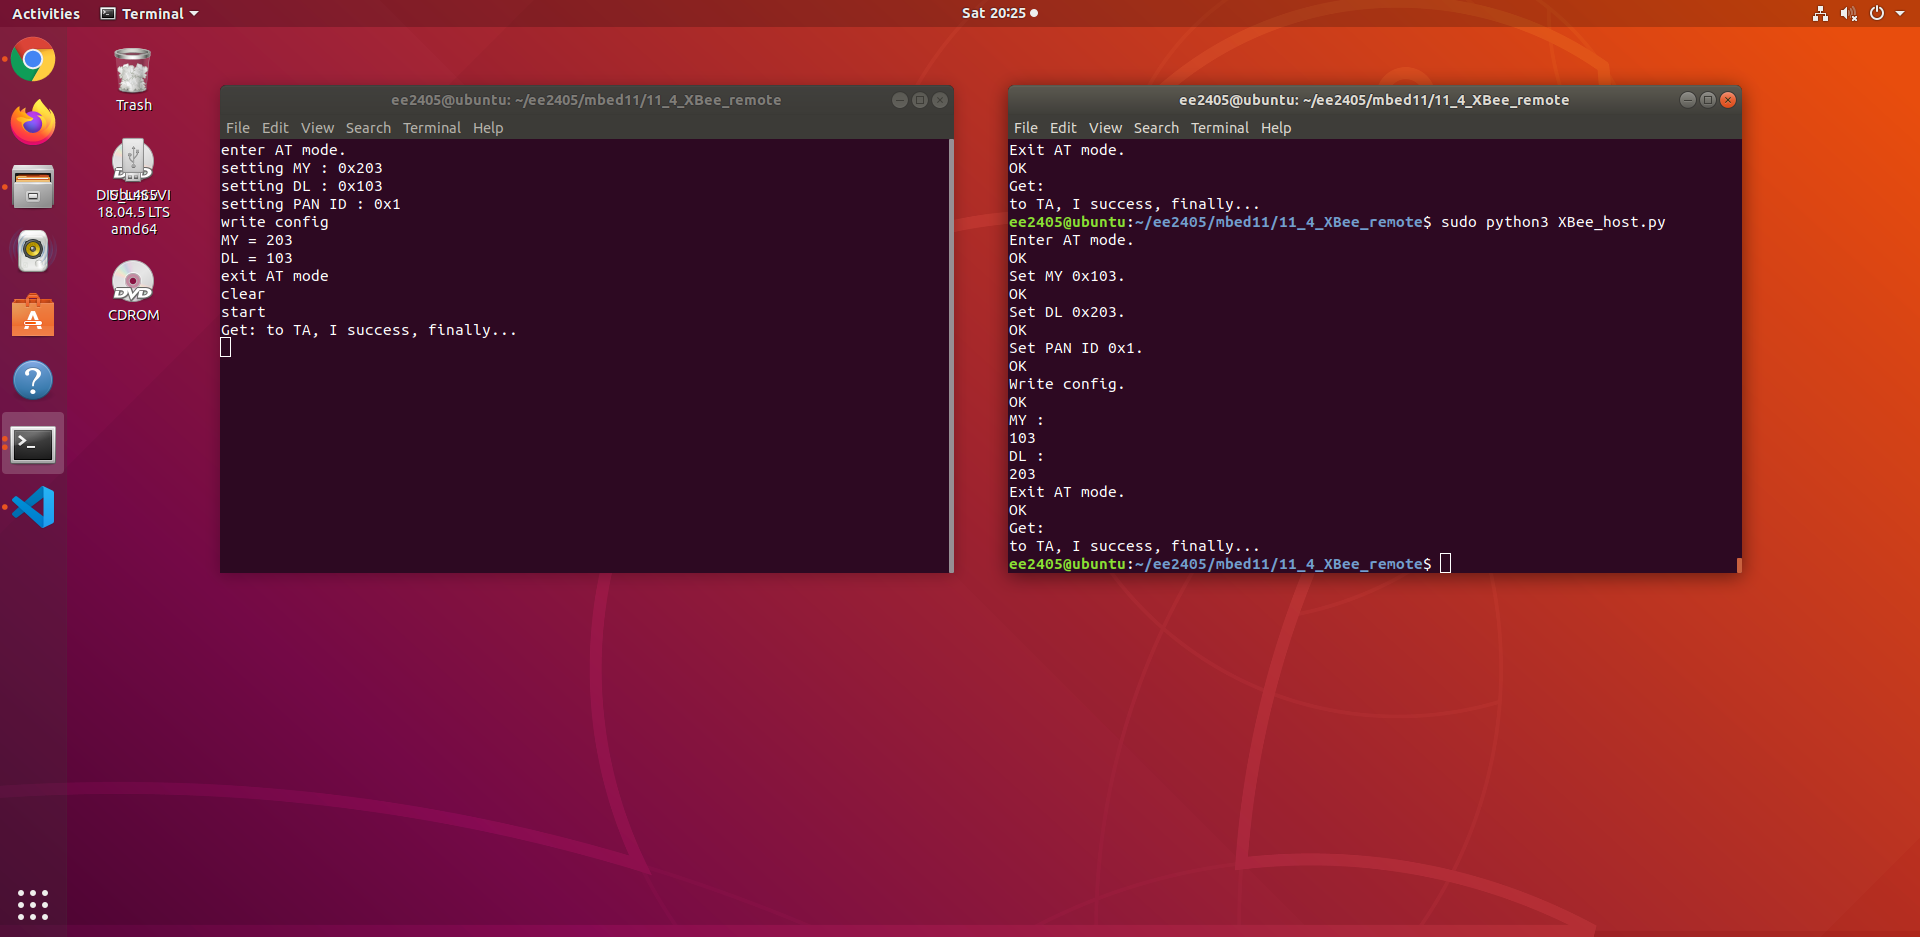 Activities
Terminal
Sat 20:25
Trash
18.04.5 LTS
amd64
CDROM
ee2405@ubuntu: ~/ee2405/mbed11/11_4_XBee_remote
File Edit View Search Terminal Help
enter AT mode.
setting MY : 0x203
setting DL : 0x103
setting PAN ID : 0x1
write config
MY = 203
DL = 103
exit AT mode
clear
start
Get: to TA, I success, finally...
ee2405@ubuntu: ~/ee2405/mbed11/11_4_XBee_remote
File Edit View Search Terminal Help
Exit AT mode.
OK
Get:
to TA, I success, finally...
ee2405@ubuntu:~/ee2405/mbed11/11_4_XBee_remote$ sudo python3 XBee_host.py
Enter AT mode.
OK
Set MY 0x103.
OK
Set DL 0x203.
OK
Set PAN ID 0x1.
OK
Write config.
OK
MY :
103
DL :
203
Exit AT mode.
OK
Get:
to TA, I success, finally...
ee2405@ubuntu:~/ee2405/mbed11/11_4_XBee_remote$